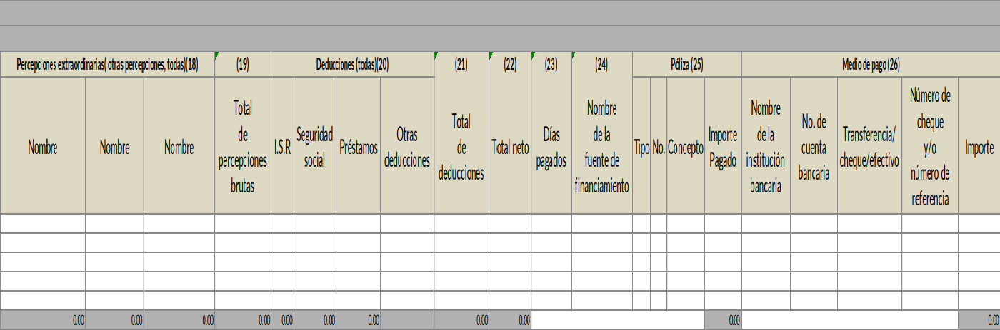 Percepciones extraordinarias( otras percepciones, todas)(18) (19) Deducciones (todas)(20) (21) (22) (23) (24) Póliza (25) Medio de pago (26)
Nombre
Nombre
Nombre
Total
de
percepciones
brutas
I.S.R
Seguridad
social
Préstamos
Otras
deducciones
Total
de
deducciones
Total neto
Días
pagados
Nombre
de la
fuente de
financiamiento
Tipo
No.
Concepto
Importe
Pagado
Nombre
de la
institución
bancaria
No. de
cuenta
bancaria
Transferencia/
cheque/efectivo
Número de
cheque
y/o
número de
referencia
Importe
0.00 0.00 0.00 0.00 0.00 0.00 0.00 0.00 0.00 0.00 0.00